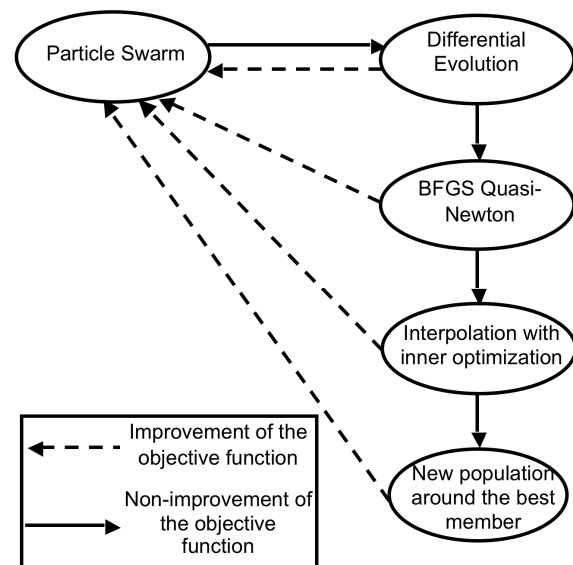 Particle Swarm
Differential
Evolution
BFGS Quasi-
Newton
Interpolation with
inner optimization
New population
around the best
member
Improvement of the
objective function
Non-improvement of
the objective
function